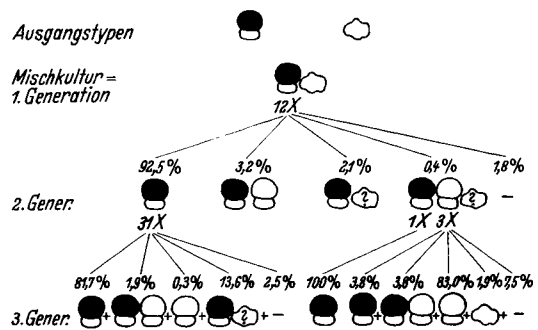 Ausgangstypen
Mischkultur =
1. Generation
12X
92,5% 3,2% 2,1% 0,4% 1,8%
2. Gener. ? ? -
31X 1X 3X
81,7% 1,9% 0,3% 13,6% 2,5% 100% 3,8% 3,8% 83,0% 1,9% 7,5%
3. Gener. + + + ? + - + + + + -